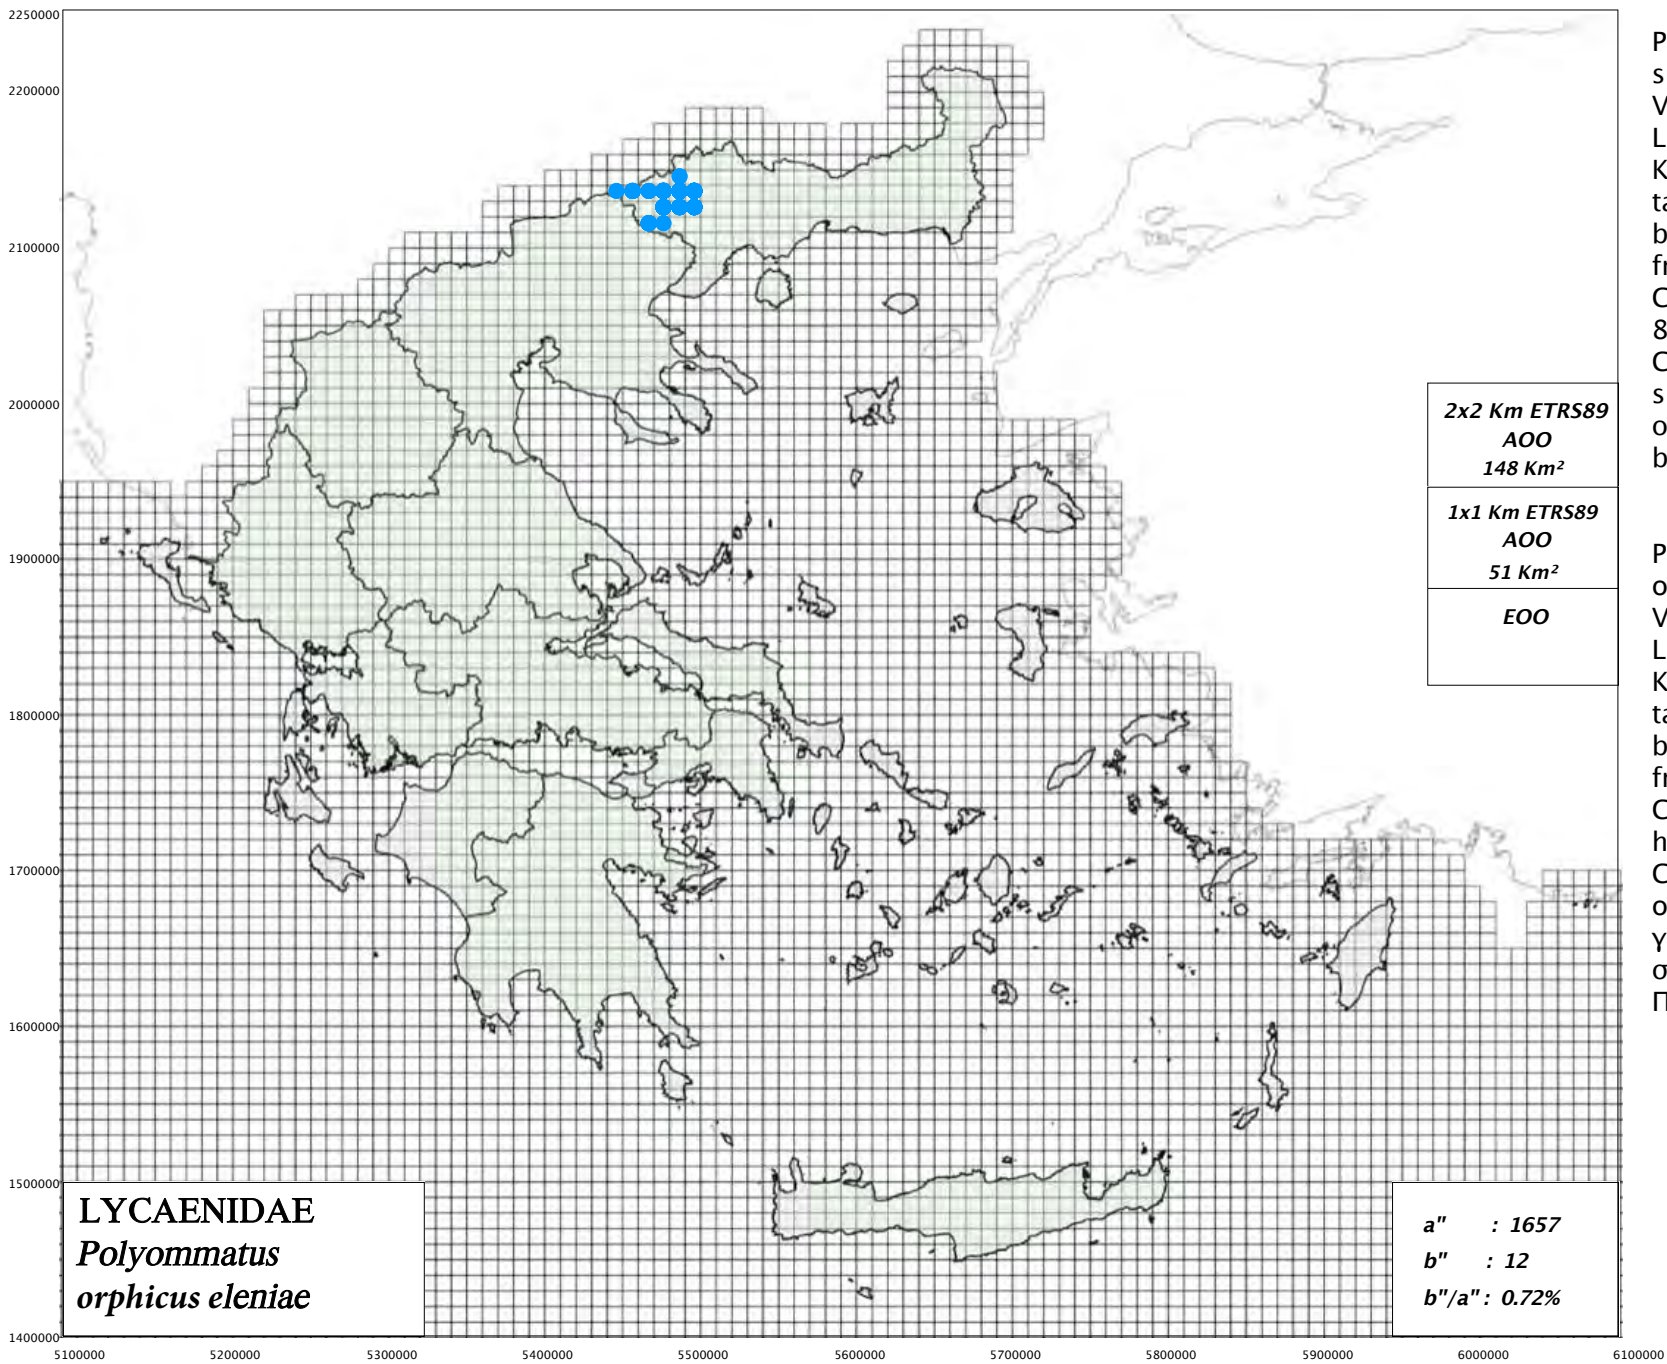 2250000
2200000
2100000
2000000
1900000
1800000
1700000
1600000
1500000
1400000
5100000 5200000 5300000 5400000 5500000 5600000 5700000 5800000 5900000 6000000 6100000
2x2 Km ETRS89
AOO
148 Km²
1x1 Km ETRS89
AOO
51 Km²
EOO
LYCAENIDAE
Polyommatus
orphicus eleniae
a" : 1657
b" : 12
b"/a" : 0.72%